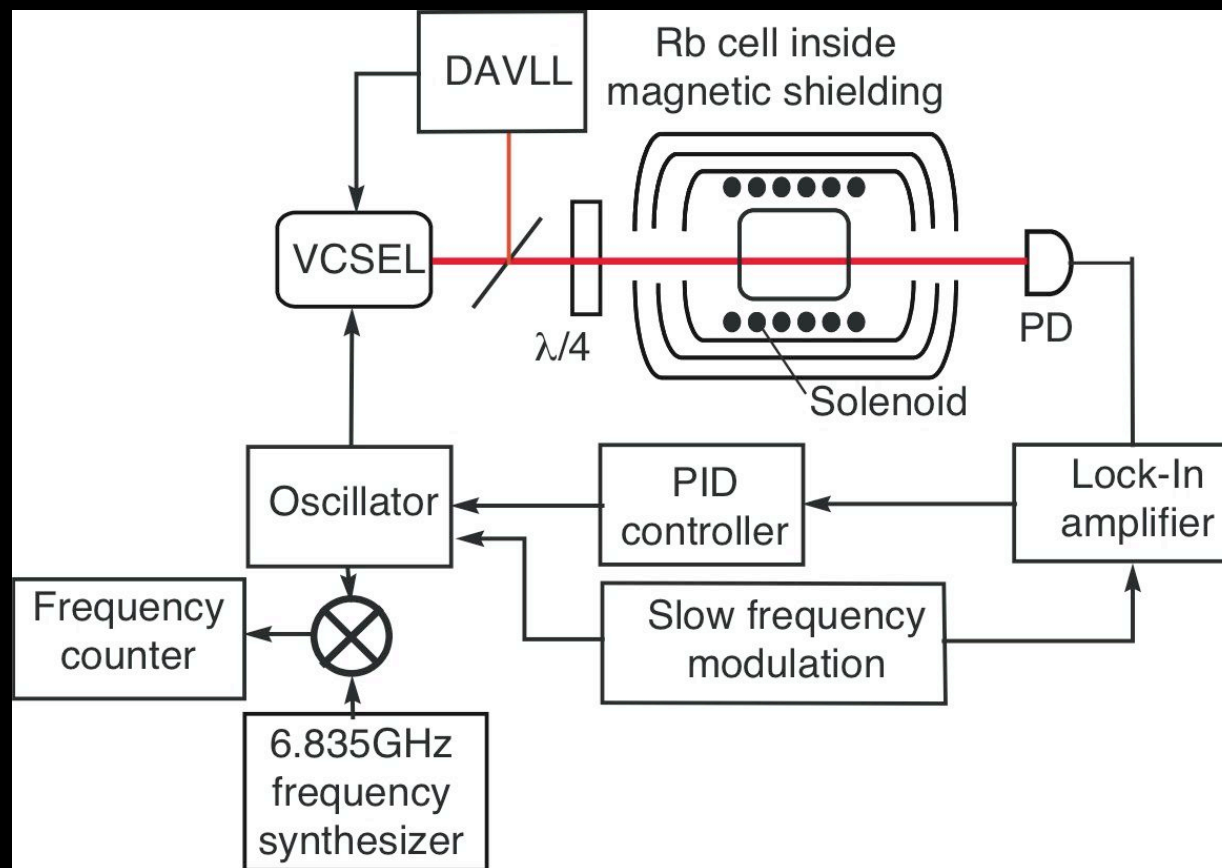 DAVLL
Rb cell inside
magnetic shielding
VCSEL
λ/4
PD
Solenoid
Oscillator
PID
controller
Lock-In
amplifier
Frequency
counter
Slow frequency
modulation
6.835GHz
frequency
synthesizer